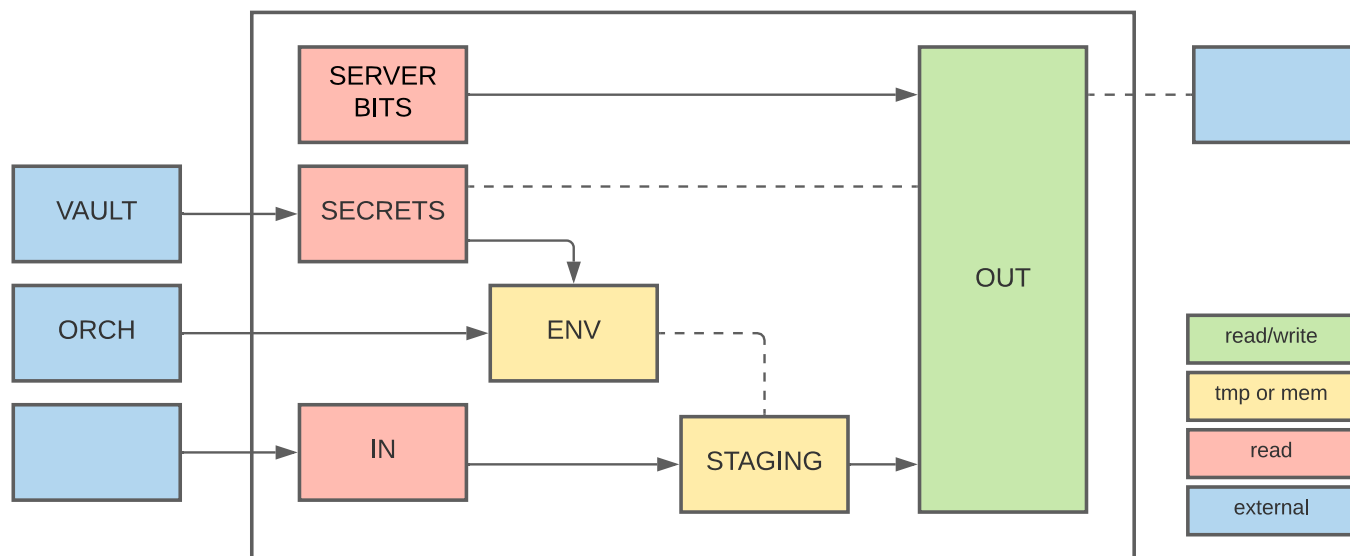 SERVER
BITS
VAULT
SECRETS
ORCH
ENV
OUT
IN
STAGING
read/write
tmp or mem
read
external